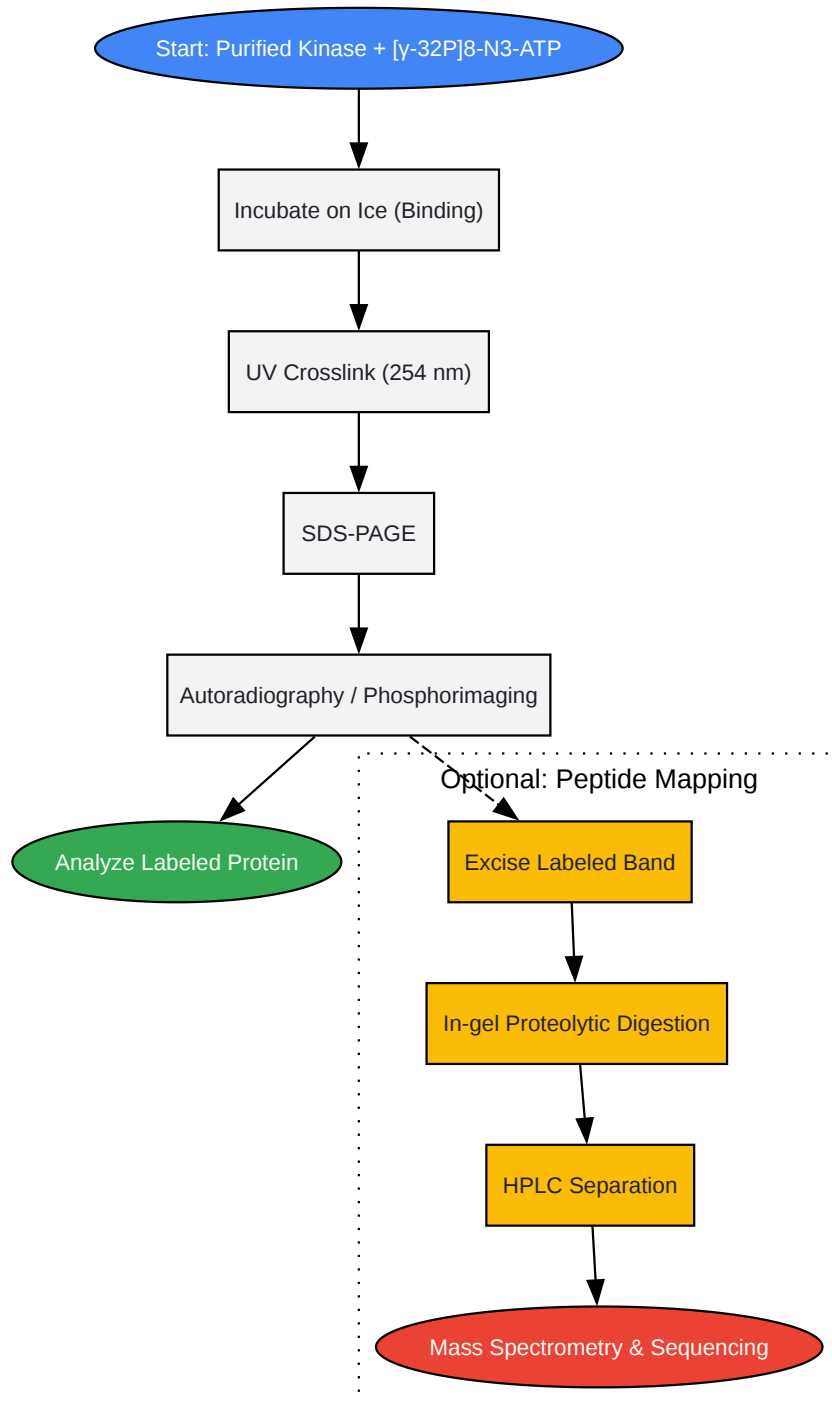 Start: Purified Kinase + [γ-32P]8-N3-ATP
Incubate on Ice (Binding)
UV Crosslink (254 nm)
SDS-PAGE
Autoradiography / Phosphorimaging
Optional: Peptide Mapping
Analyze Labeled Protein
Excise Labeled Band
In-gel Proteolytic Digestion
HPLC Separation
Mass Spectrometry & Sequencing